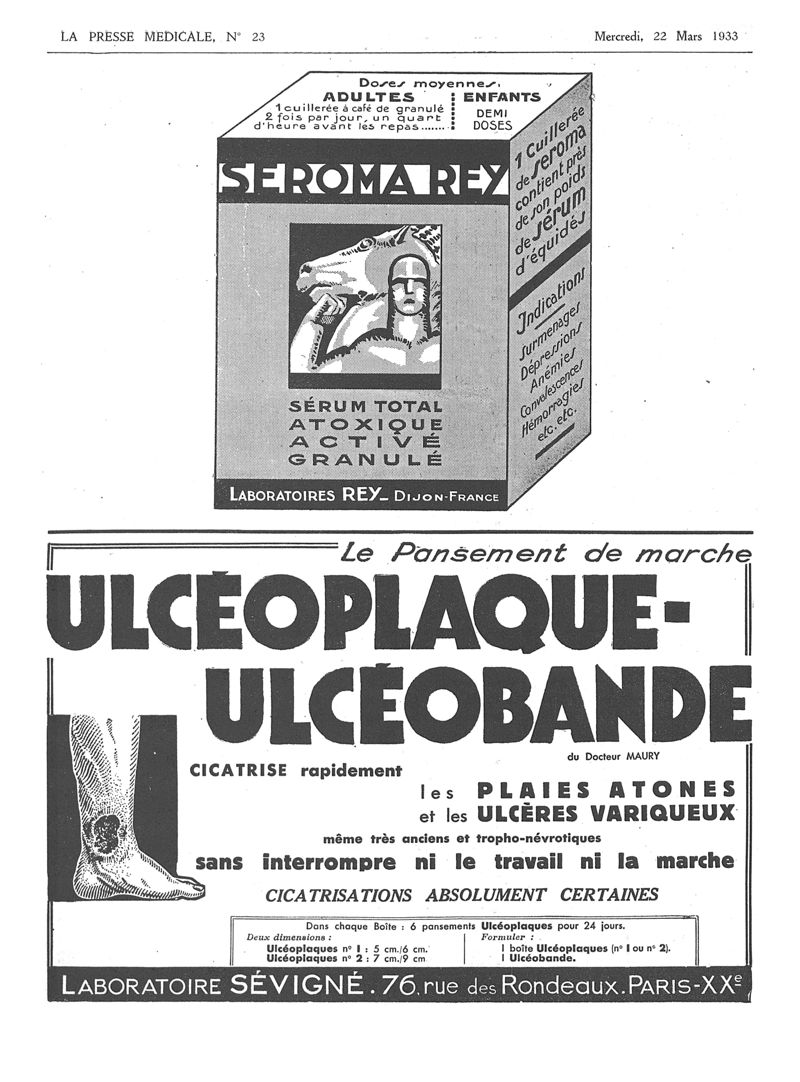 LA PRESSE MEDICALE, N° 23
Mercredi, 22 Mars 1933
Doses moyennes.
ADULTES
1 cuillerée à café de granulé
2 fois par jour, un quart
d'heure avant les repas.......
ENFANTS
DEMI
DOSES
SEROMA REY
SÉRUM TOTAL
ATOXIQUE
ACTIVÉ
GRANULÉ
LABORATOIRES REY_ DIJON-FRANCE
1 Cuillerée
de seroma
contient près
de son poids
de sérum
d'équidés
Indications
Surmenages
Dépressions
Anémies
Convalescences
Hémorragies
etc. etc.
Le Pansement de marche
ULCÉOPLAQUE-
ULCÉOBANDE
du Docteur MAURY
CICATRISE rapidement
les PLAIES ATONES
et les ULCÈRES VARIQUEUX
même très anciens et tropho-névrotiques
sans interrompre ni le travail ni la marche
CICATRISATIONS ABSOLUMENT CERTAINES
Dans chaque Boîte : 6 pansements Ulcéoplaques pour 24 jours.
Deux dimensions :
Ulcéoplaques n° 1 : 5 cm./6 cm.
Ulcéoplaques n° 2 : 7 cm./9 cm
Formuler :
1 boîte Ulcéoplaques (n° 1 ou n° 2).
1 Ulcéobande.
LABORATOIRE SÉVIGNÉ. 76, rue des Rondeaux. PARIS-XXe